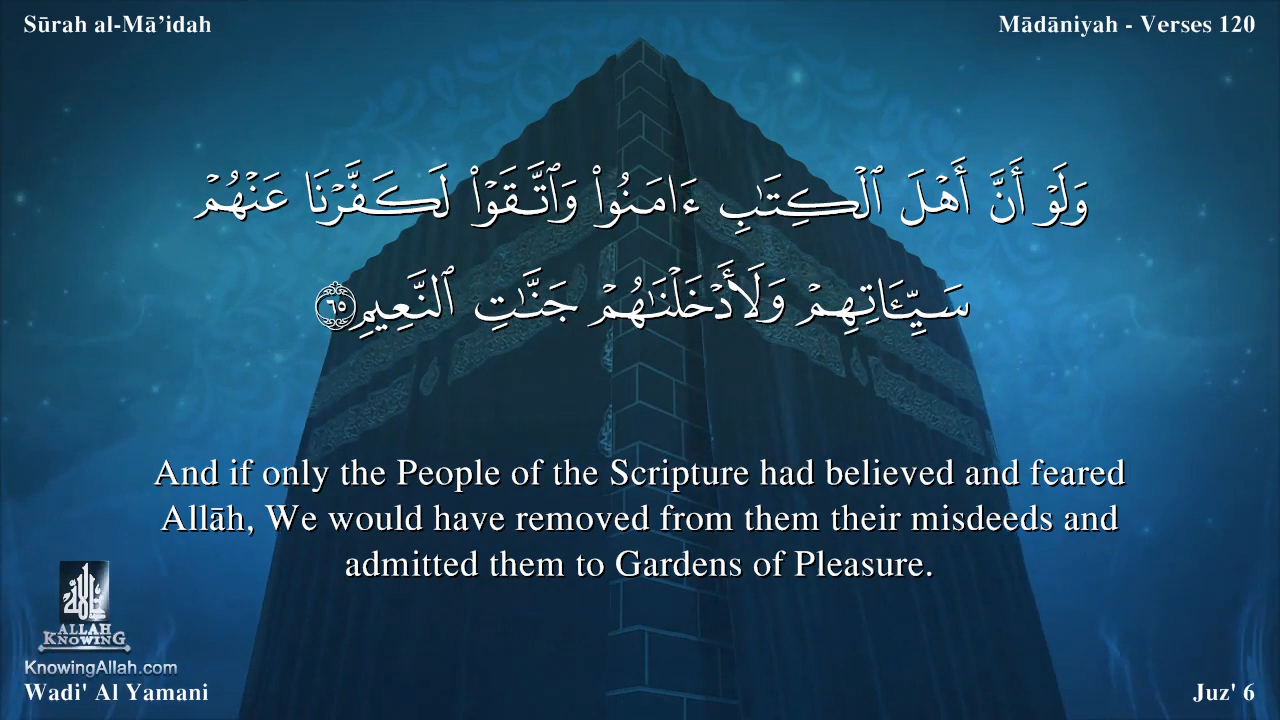 Sūrah al-Mā’idah
Mādāniyah - Verses 120
وَلَوْ أَنَّ أَهْلَ ٱلْكِتَٰبِ ءَامَنُوا۟ وَٱتَّقَوْا۟ لَكَفَّرْنَا عَنْهُمْ
سَيِّـَٔاتِهِمْ وَلَأَدْخَلْنَٰهُمْ جَنَّٰتِ ٱلنَّعِيمِ ٦٥
And if only the People of the Scripture had believed and feared
Allāh, We would have removed from them their misdeeds and
admitted them to Gardens of Pleasure.
ALLAH
KNOWING
KnowingAllah.com
Wadi' Al Yamani
Juz' 6